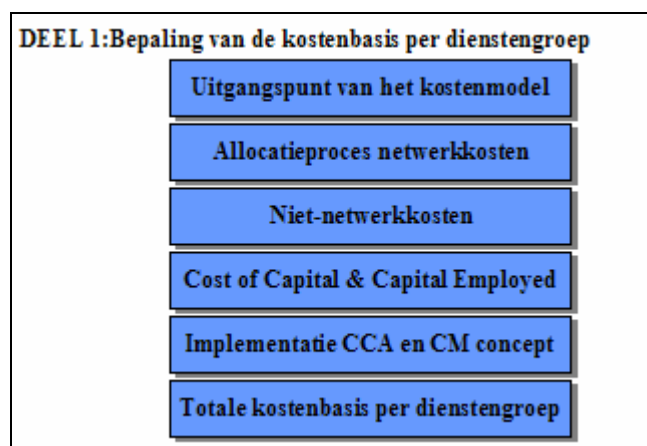 DEEL 1:Bepaling van de kostenbasis per dienstengroep
Uitgangspunt van het kostenmodel
Allocatieproces netwerkkosten
Niet-netwerkkosten
Cost of Capital & Capital Employed
Implementatie CCA en CM concept
Totale kostenbasis per dienstengroep